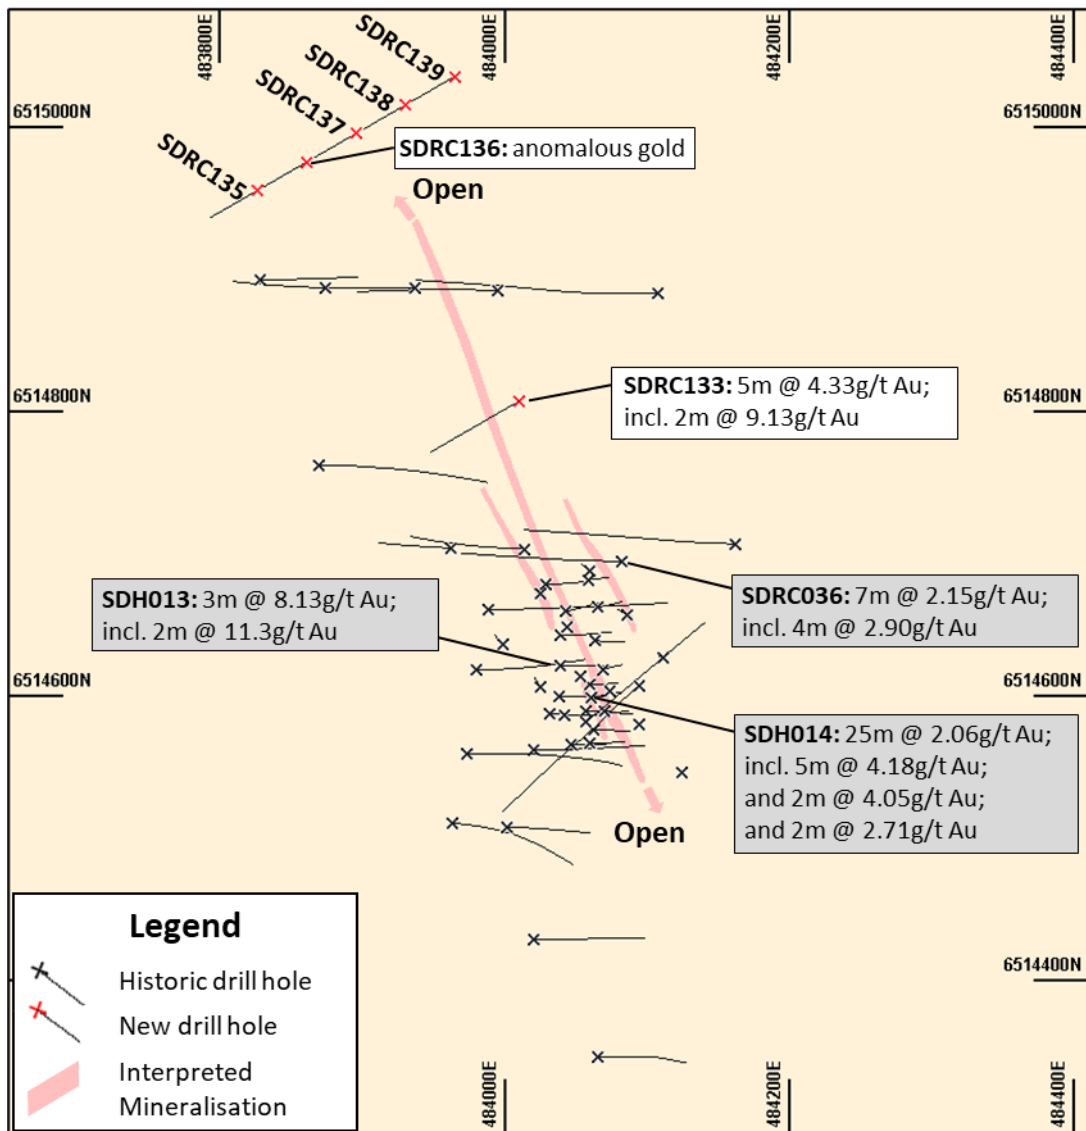 483800E
484000E
484200E
484400E
SDRC139
SDRC138
SDRC137
SDRC135
6515000N
6515000N
SDRC136: anomalous gold
Open
6514800N
6514800N
SDRC133: 5m @ 4.33g/t Au;
incl. 2m @ 9.13g/t Au
SDH013: 3m @ 8.13g/t Au;
incl. 2m @ 11.3g/t Au
SDRC036: 7m @ 2.15g/t Au;
incl. 4m @ 2.90g/t Au
6514600N
6514600N
SDH014: 25m @ 2.06g/t Au;
incl. 5m @ 4.18g/t Au;
and 2m @ 4.05g/t Au;
and 2m @ 2.71g/t Au
Open
Legend
Historic drill hole
New drill hole
Interpreted
Mineralisation
6514400N
484000E
484200E
484400E